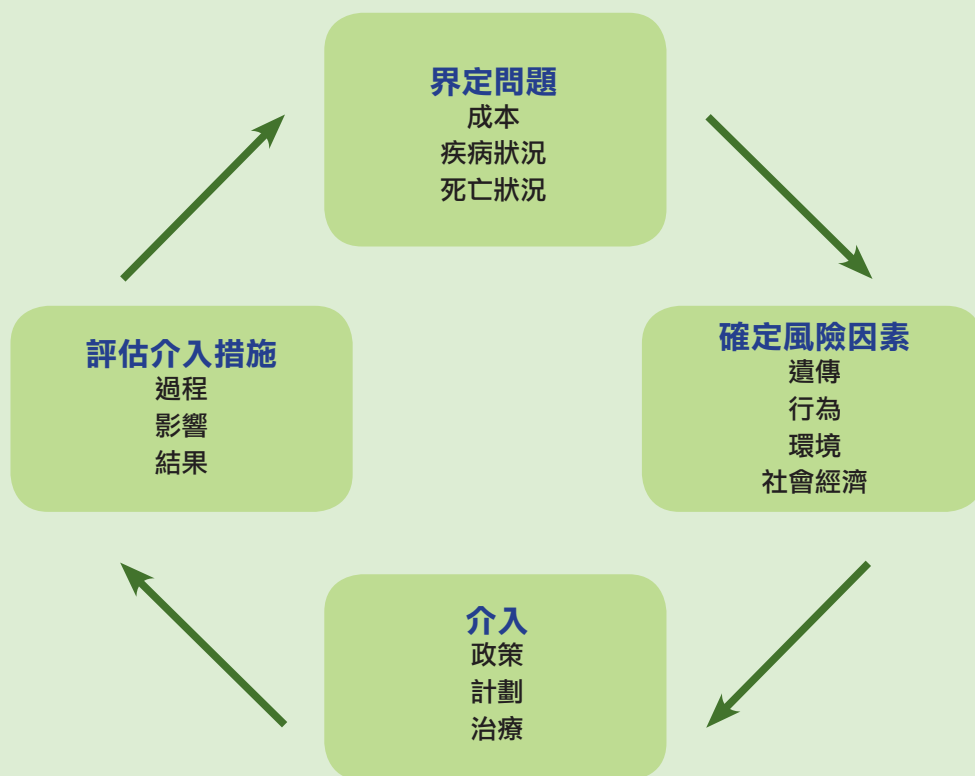 界定問題
成本
疾病狀況
死亡狀況
確定風險因素
遺傳
行為
環境
社會經濟
介入
政策
計劃
治療
評估介入措施
過程
影響
結果